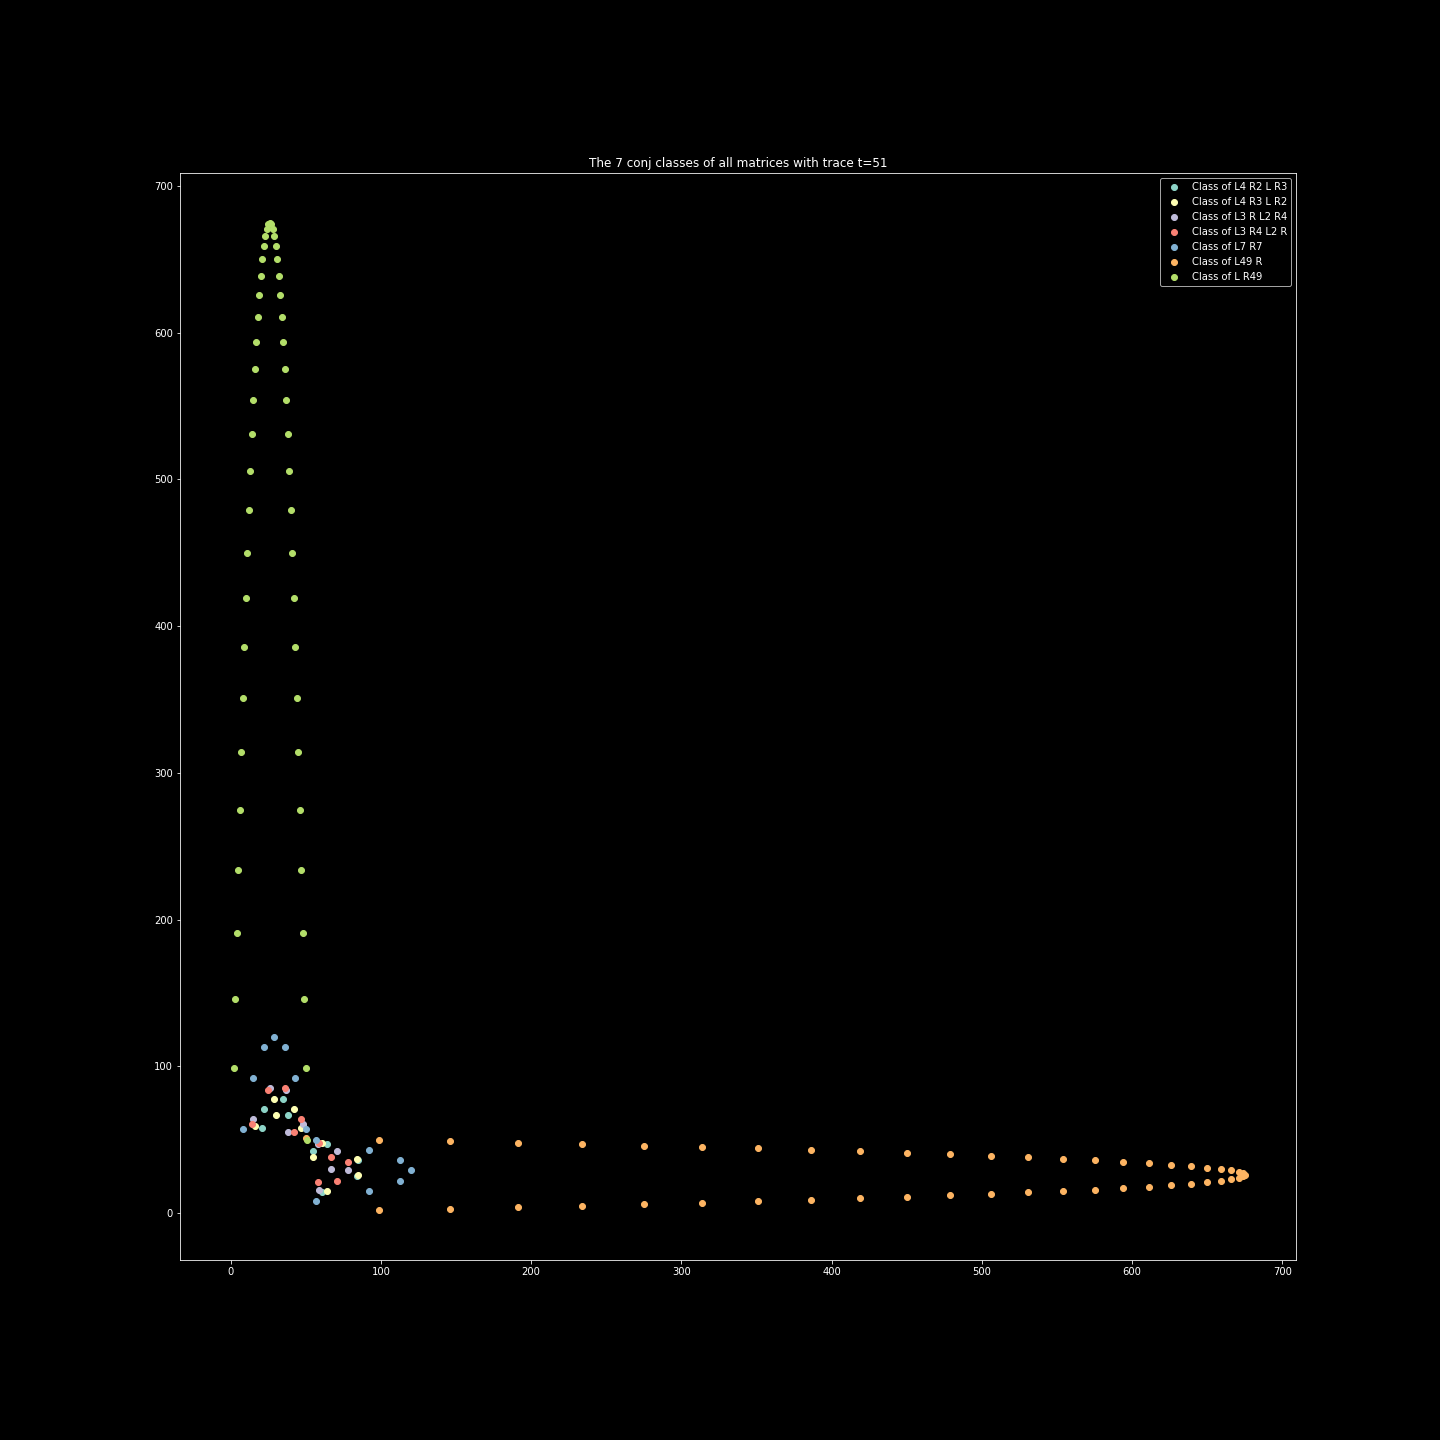 The 7 conj classes of all matrices with trace t=51
Class of L4 R2 L R3
Class of L4 R3 L R2
Class of L3 R L2 R4
Class of L3 R4 L2 R
Class of L7 R7
Class of L49 R
Class of L R49
700
600
500
400
300
200
100
0
0 100 200 300 400 500 600 700